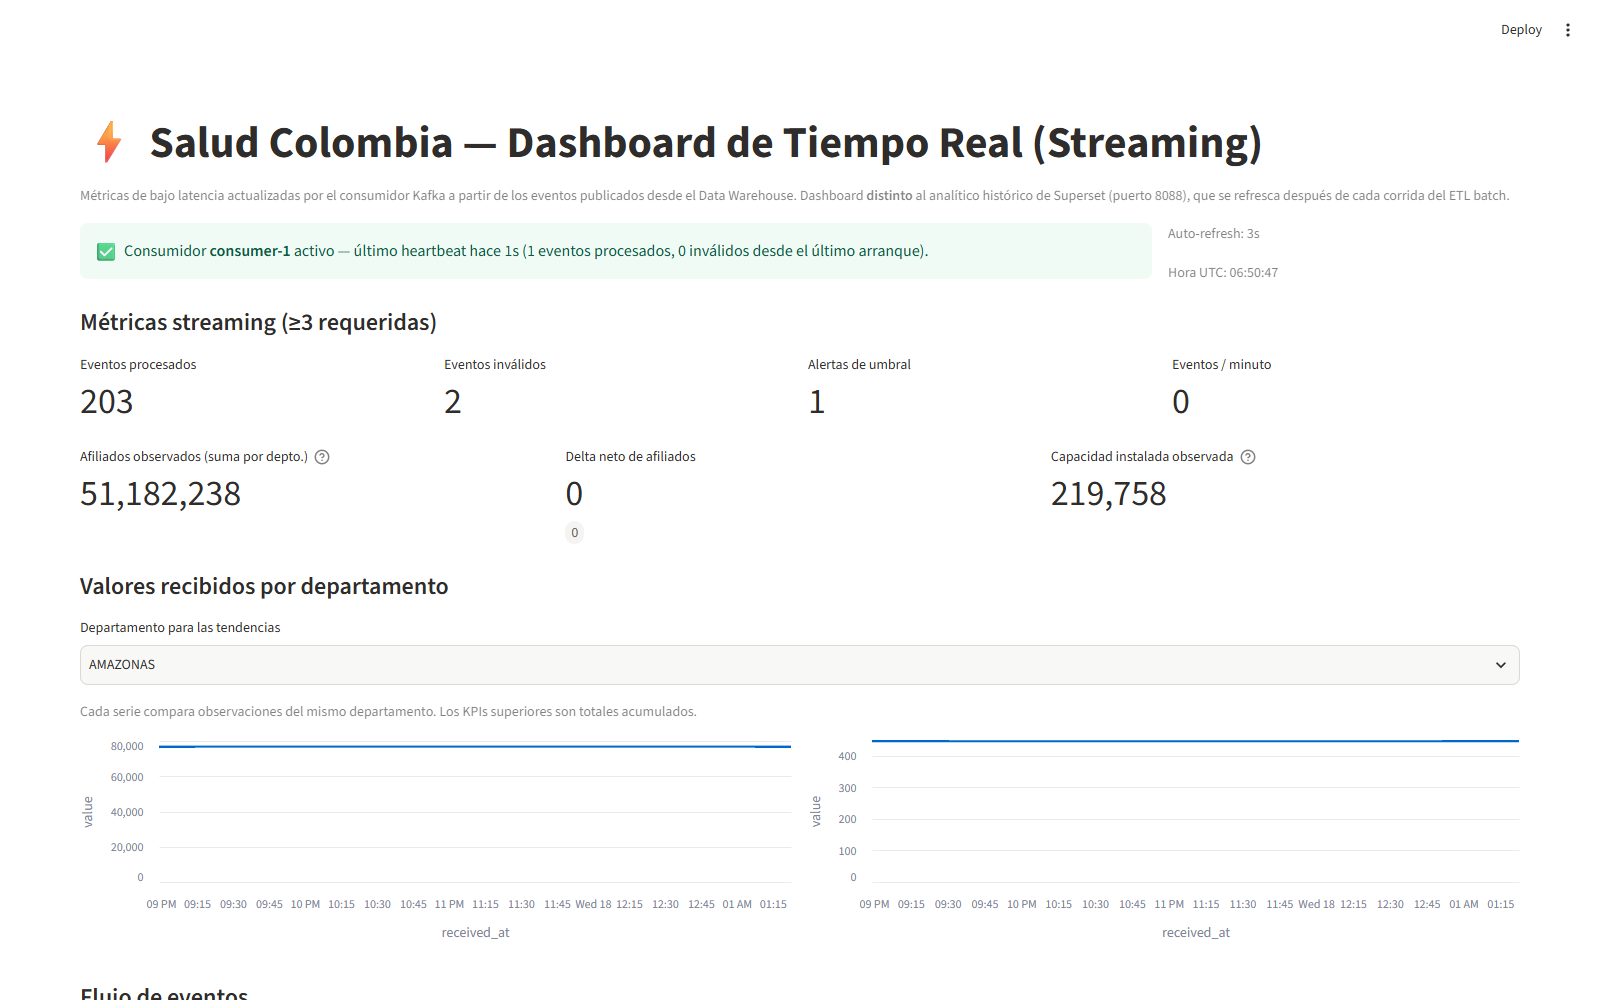 Deploy
Salud Colombia — Dashboard de Tiempo Real (Streaming)
Métricas de bajo latencia actualizadas por el consumidor Kafka a partir de los eventos publicados desde el Data Warehouse. Dashboard distinto al analítico histórico de Superset (puerto 8088), que se refresca después de cada corrida del ETL batch.
Consumidor consumer-1 activo — último heartbeat hace 1s (1 eventos procesados, 0 inválidos desde el último arranque).
Auto-refresh: 3s
Hora UTC: 06:50:47
Métricas streaming (≥3 requeridas)
Eventos procesados
203
Eventos inválidos
2
Alertas de umbral
1
Eventos / minuto
0
Afiliados observados (suma por depto.)
51,182,238
Delta neto de afiliados
0
0
Capacidad instalada observada
219,758
Valores recibidos por departamento
Departamento para las tendencias
AMAZONAS
Cada serie compara observaciones del mismo departamento. Los KPIs superiores son totales acumulados.
80,000
60,000
40,000
20,000
0
value
09 PM 09:15 09:30 09:45 10 PM 10:15 10:30 10:45 11 PM 11:15 11:30 11:45 Wed 18 12:15 12:30 12:45 01 AM 01:15
received_at
400
300
200
100
0
value
09 PM 09:15 09:30 09:45 10 PM 10:15 10:30 10:45 11 PM 11:15 11:30 11:45 Wed 18 12:15 12:30 12:45 01 AM 01:15
received_at
Flujo de eventos